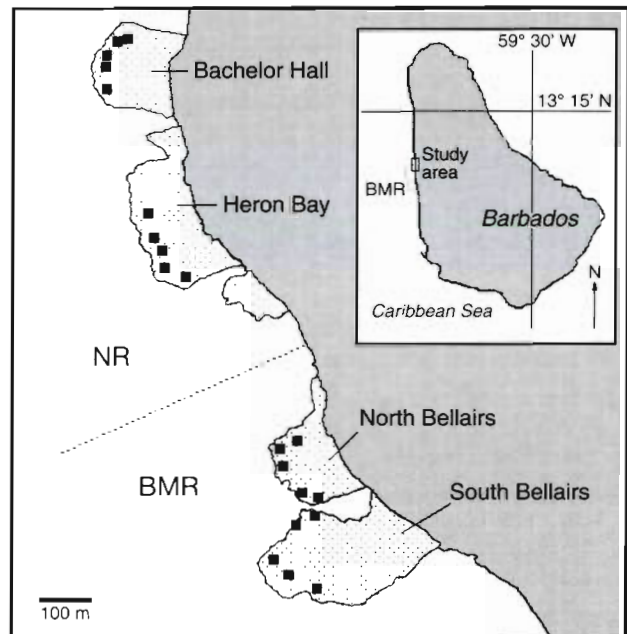 Bachelor Hall
Heron Bay
NR
BMR
North Bellairs
South Bellairs
100 m
59° 30' W
13° 15' N
Study
area
BMR
Barbados
N
Caribbean Sea